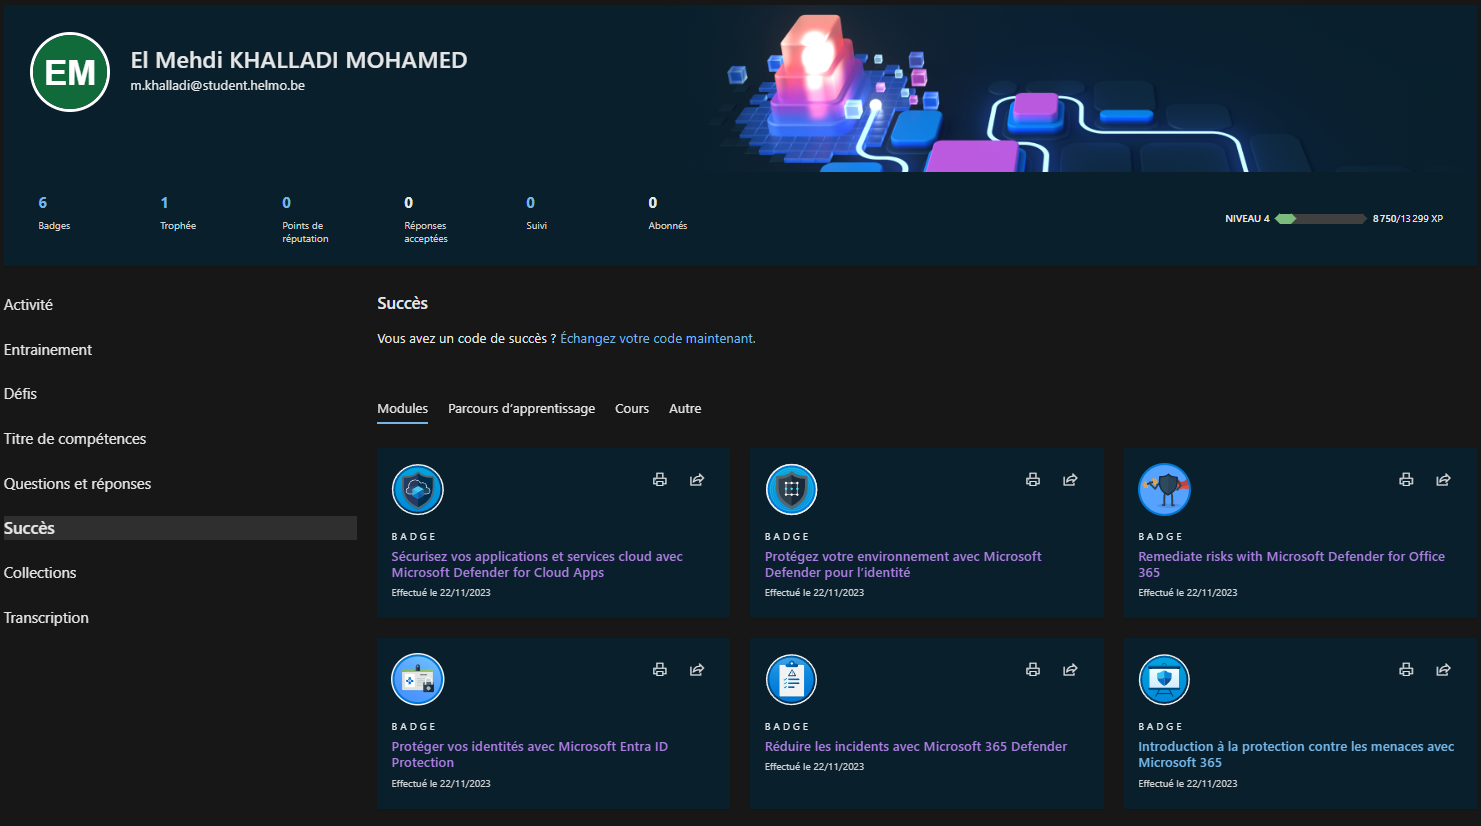 EM
El Mehdi KHALLADI MOHAMED
m.khalladi@student.helmo.be
6
Badges
1
Trophée
0
Points de
réputation
0
Réponses
acceptées
0
Suivi
0
Abonnés
NIVEAU 4
8 750/13 299 XP
Activité
Entrainement
Défis
Titre de compétences
Questions et réponses
Succès
Collections
Transcription
Succès
Vous avez un code de succès ? Échangez votre code maintenant.
Modules
Parcours d’apprentissage
Cours
Autre
BADGE
Sécurisez vos applications et services cloud avec
Microsoft Defender for Cloud Apps
Effectué le 22/11/2023
BADGE
Protégez votre environnement avec Microsoft
Defender pour l’identité
Effectué le 22/11/2023
BADGE
Remediate risks with Microsoft Defender for Office
365
Effectué le 22/11/2023
BADGE
Protéger vos identités avec Microsoft Entra ID
Protection
Effectué le 22/11/2023
BADGE
Réduire les incidents avec Microsoft 365 Defender
Effectué le 22/11/2023
BADGE
Introduction à la protection contre les menaces avec
Microsoft 365
Effectué le 22/11/2023